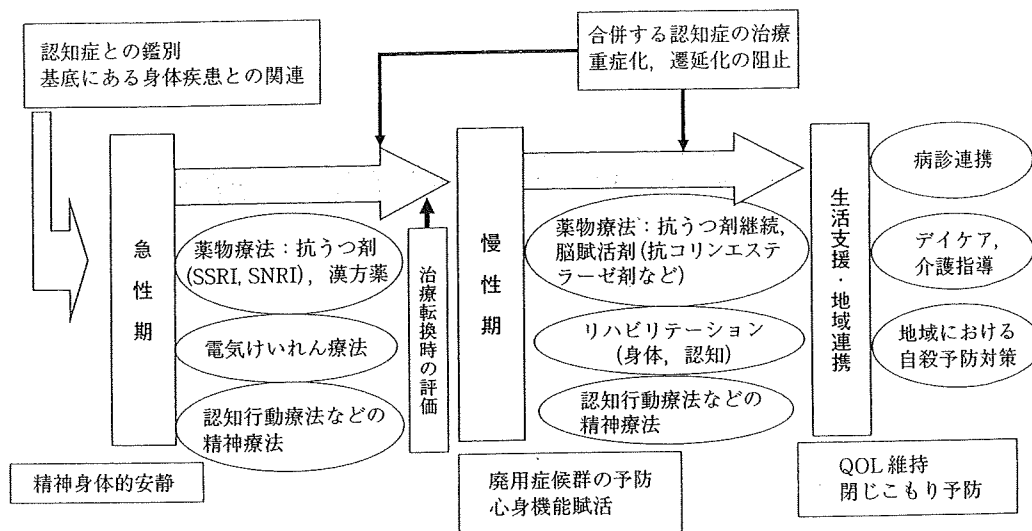 認知症との鑑別
基底にある身体疾患との関連
合併する認知症の治療
重症化，遷延化の阻止
急性期
薬物療法：抗うつ剤
(SSRI, SNRI)，漢方薬
電気けいれん療法
認知行動療法などの
精神療法
精神身体的安静
治療転換時の評価
慢性期
薬物療法：抗うつ剤継続，
脳賦活剤(抗コリンエステ
ラーゼ剤など)
リハビリテーション
(身体，認知)
認知行動療法などの
精神療法
廃用症候群の予防
心身機能賦活
生活支援・地域連携
病診連携
デイケア，
介護指導
地域における
自殺予防対策
QOL 維持
閉じこもり予防